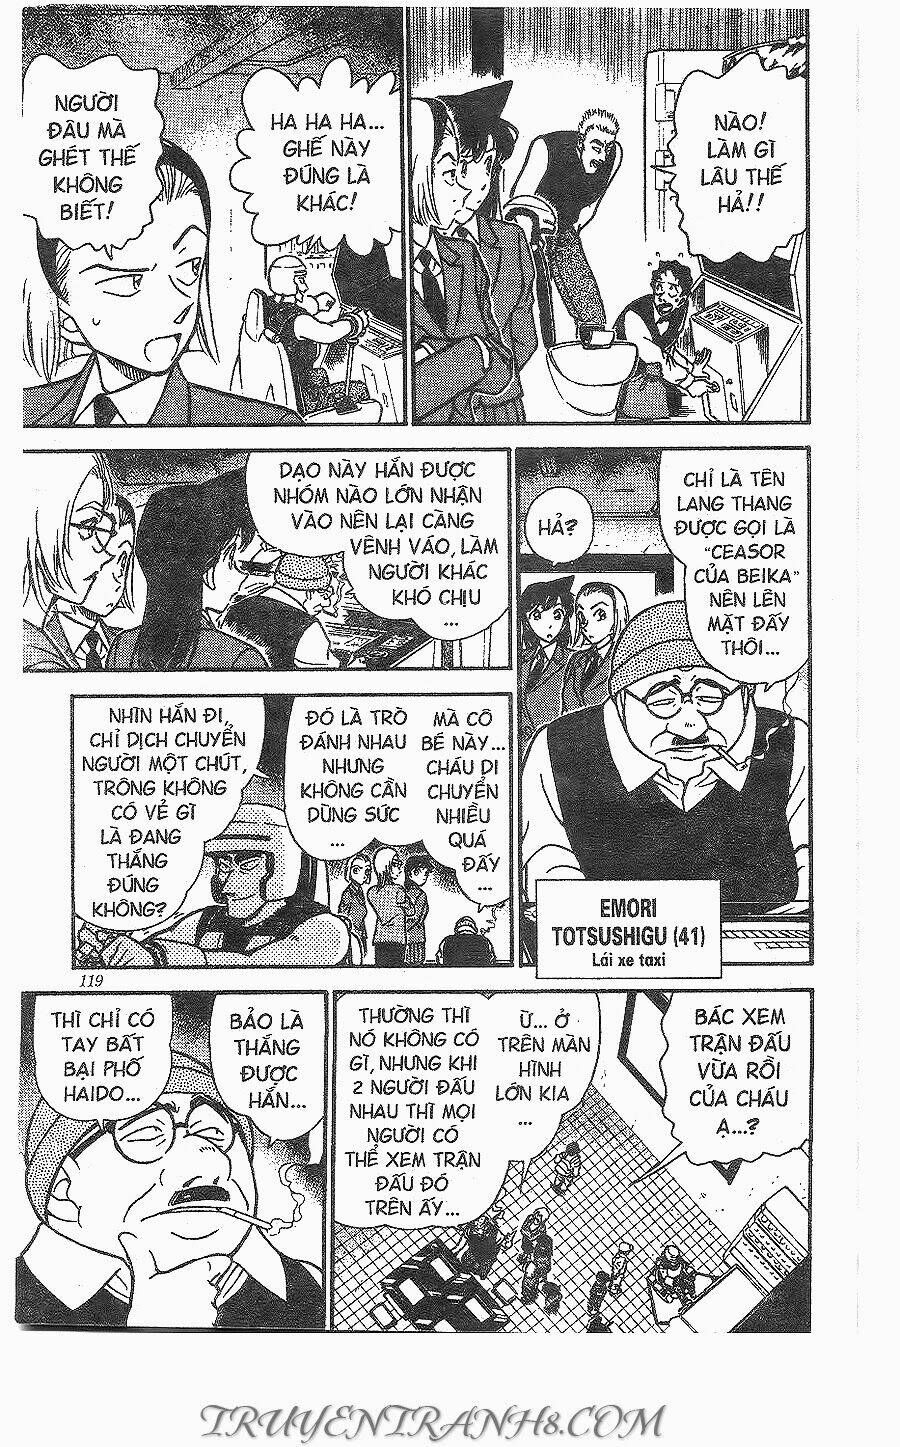 NÀO!
LÀM GÌ
LÂU THẾ
HẢ!!
HA HA HA...
GHẾ NÀY
ĐÚNG LÀ
KHÁC!
NGƯỜI
ĐÂU MÀ
GHÉT THẾ
KHÔNG
BIẾT!
CHỈ LÀ TÊN
LANG THANG
ĐƯỢC GỌI LÀ
"CEASOR
CỦA BEIKA"
NÊN LÊN
MẶT ĐẤY
THÔI...
HẢ?
EMORI
TOTSUSHIGU (41)
Lái xe taxi
DẠO NÀY HẮN ĐƯỢC
NHÓM NÀO LỚN NHẬN
VÀO NÊN LẠI CÀNG
VÊNH VÁO, LÀM
NGƯỜI KHÁC
KHÓ CHỊU
...
MÀ CÔ
BÉ NÀY...
CHÁU DI
CHUYỂN
NHIỀU
QUÁ
ĐẤY
...
ĐÓ LÀ TRÒ
ĐÁNH NHAU
NHƯNG
KHÔNG CẦN
DÙNG SỨC
...
NHÌN HẮN ĐI,
CHỈ DỊCH CHUYỂN
NGƯỜI MỘT CHÚT,
TRÔNG KHÔNG
CÓ VẺ GÌ
LÀ ĐANG
THẮNG
ĐÚNG
KHÔNG?
119
BÁC XEM
TRẬN ĐẤU
VỪA RỒI
CỦA CHÁU
Ạ...?
Ừ... Ở
TRÊN MÀN
HÌNH
LỚN KIA
...
THƯỜNG THÌ
NÓ KHÔNG CÓ
GÌ, NHƯNG KHI
2 NGƯỜI ĐẤU
NHAU THÌ MỌI
NGƯỜI CÓ
THỂ XEM TRẬN
ĐẤU ĐÓ
TRÊN ẤY...
BẢO LÀ
THẮNG
ĐƯỢC
HẮN...
THÌ CHỈ CÓ
TAY BẤT
BẠI PHỐ
HAIDO...
TRUYENTRANH8.COM